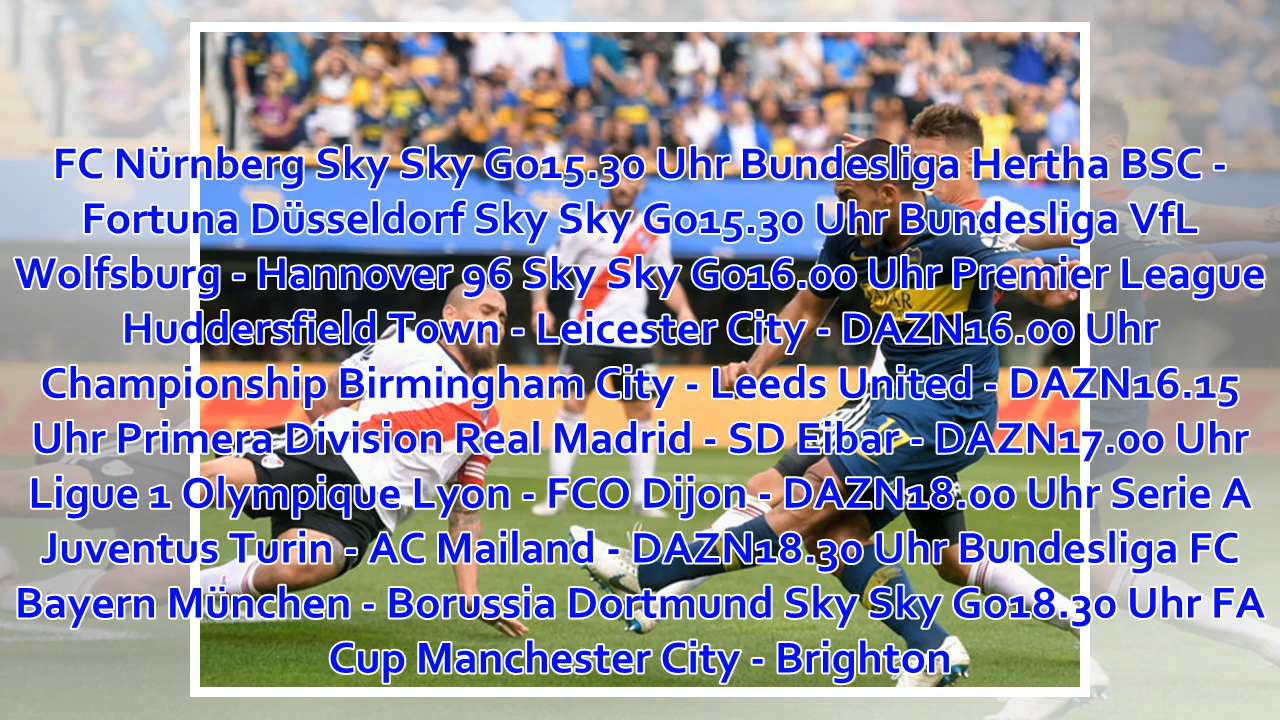 FC Nürnberg Sky Sky Go15.30 Uhr Bundesliga Hertha BSC -
Fortuna Düsseldorf Sky Sky Go15.30 Uhr Bundesliga VfL
Wolfsburg - Hannover 96 Sky Sky Go16.00 Uhr Premier League
Huddersfield Town - Leicester City - DAZN16.00 Uhr
Championship Birmingham City - Leeds United - DAZN16.15
Uhr Primera Division Real Madrid - SD Eibar - DAZN17.00 Uhr
Ligue 1 Olympique Lyon - FCO Dijon - DAZN18.00 Uhr Serie A
Juventus Turin - AC Mailand - DAZN18.30 Uhr Bundesliga FC
Bayern München - Borussia Dortmund Sky Sky Go18.30 Uhr FA
Cup Manchester City - Brighton
17